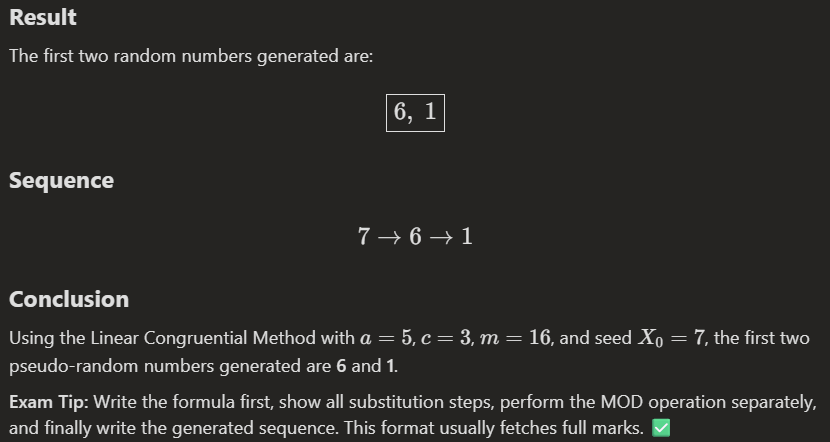 Result
The first two random numbers generated are:
6, 1
Sequence
7 → 6 → 1
Conclusion
Using the Linear Congruential Method with a = 5, c = 3, m = 16, and seed X₀ = 7, the first two
pseudo-random numbers generated are 6 and 1.
Exam Tip: Write the formula first, show all substitution steps, perform the MOD operation separately,
and finally write the generated sequence. This format usually fetches full marks. ✅